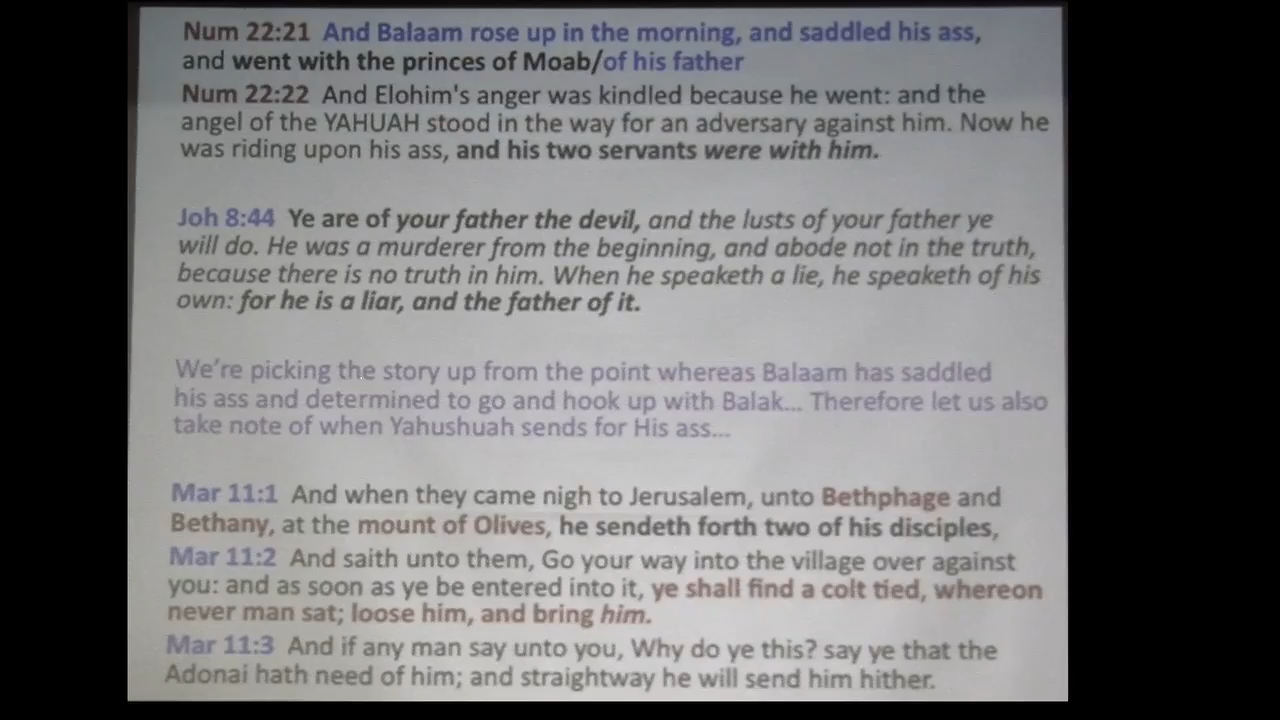 Num 22:21 And Balaam rose up in the morning, and saddled his ass,
and went with the princes of Moab/of his father
Num 22:22 And Elohim's anger was kindled because he went: and the
angel of the YAHUAH stood in the way for an adversary against him. Now he
was riding upon his ass, and his two servants were with him.
Joh 8:44 Ye are of your father the devil, and the lusts of your father ye
will do. He was a murderer from the beginning, and abode not in the truth,
because there is no truth in him. When he speaketh a lie, he speaketh of his
own: for he is a liar, and the father of it.
We're picking the story up from the point whereas Balaam has saddled
his ass and determined to go and hook up with Balak... Therefore let us also
take note of when Yahushuah sends for His ass...
Mar 11:1 And when they came nigh to Jerusalem, unto Bethphage and
Bethany, at the mount of Olives, he sendeth forth two of his disciples,
Mar 11:2 And saith unto them, Go your way into the village over against
you: and as soon as ye be entered into it, ye shall find a colt tied, whereon
never man sat; loose him, and bring him.
Mar 11:3 And if any man say unto you, Why do ye this? say ye that the
Adonai hath need of him; and straightway he will send him hither.